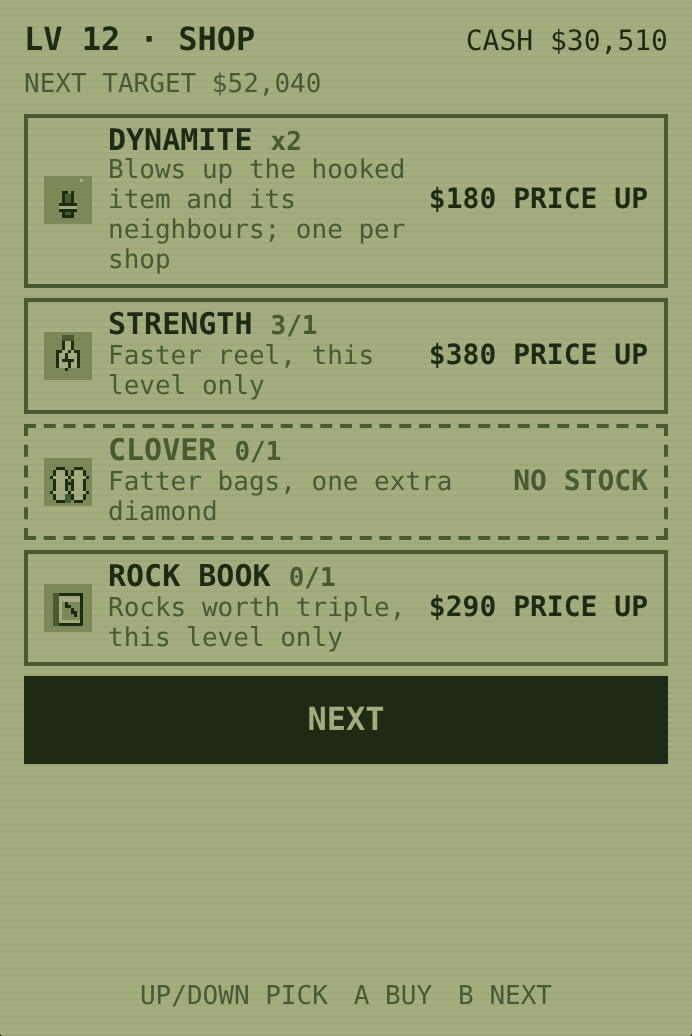 LV 12 · SHOP
CASH $30,510
NEXT TARGET $52,040
DYNAMITE x2
Blows up the hooked
item and its
neighbours; one per
shop
$180 PRICE UP
STRENGTH 3/1
Faster reel, this
level only
$380 PRICE UP
CLOVER 0/1
Fatter bags, one extra
diamond
NO STOCK
ROCK BOOK 0/1
Rocks worth triple,
this level only
$290 PRICE UP
NEXT
UP/DOWN PICK A BUY B NEXT